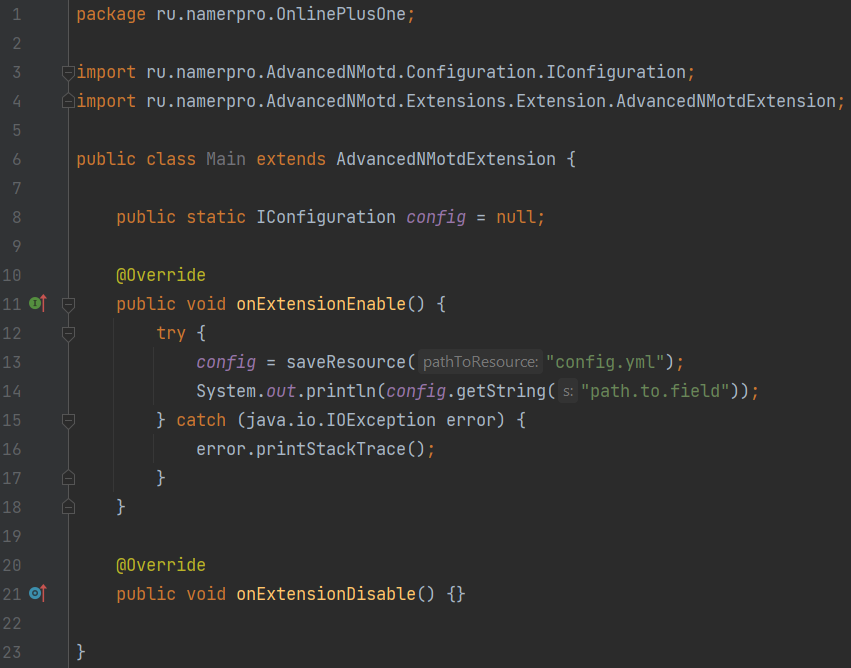 1 package ru.namerpro.OnlinePlusOne;
2
3 import ru.namerpro.AdvancedNMotd.Configuration.IConfiguration;
4 import ru.namerpro.AdvancedNMotd.Extensions.Extension.AdvancedNMotdExtension;
5
6 public class Main extends AdvancedNMotdExtension {
7
8     public static IConfiguration config = null;
9
10     @Override
11     public void onExtensionEnable() {
12         try {
13             config = saveResource( pathToResource: "config.yml");
14             System.out.println(config.getString( s: "path.to.field"));
15         } catch (java.io.IOException error) {
16             error.printStackTrace();
17         }
18     }
19
20     @Override
21     public void onExtensionDisable() {}
22
23 }